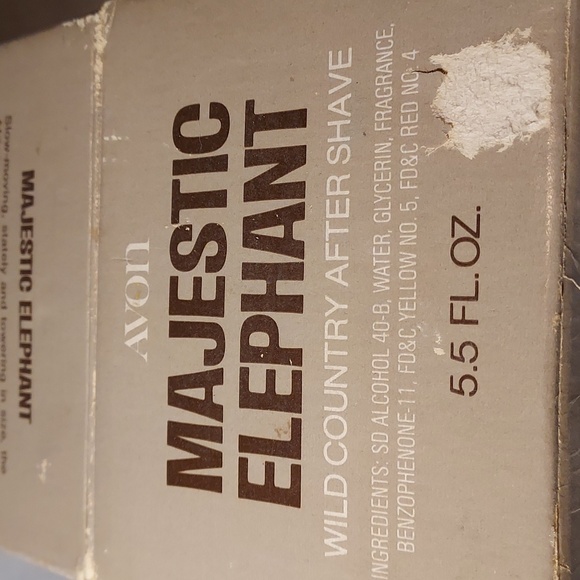 AVON
MAJESTIC
ELEPHANT
WILD COUNTRY AFTER SHAVE
INGREDIENTS: SD ALCOHOL 40-B, WATER, GLYCERIN, FRAGRANCE,
BENZOPHENONE-11, FD&C YELLOW NO. 5, FD&C RED NO. 4
5.5 FL. OZ.
MAJESTIC ELEPHANT
Slow-moving, stately and towering in size, the